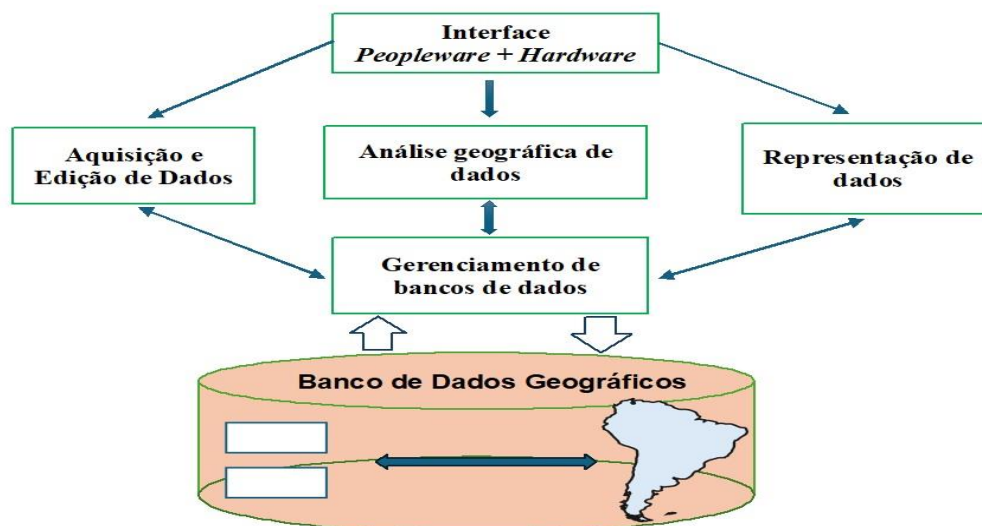 Interface
Peopleware + Hardware
Aquisição e
Edição de Dados
Análise geográfica de
dados
Representação de
dados
Gerenciamento de
bancos de dados
Banco de Dados Geográficos